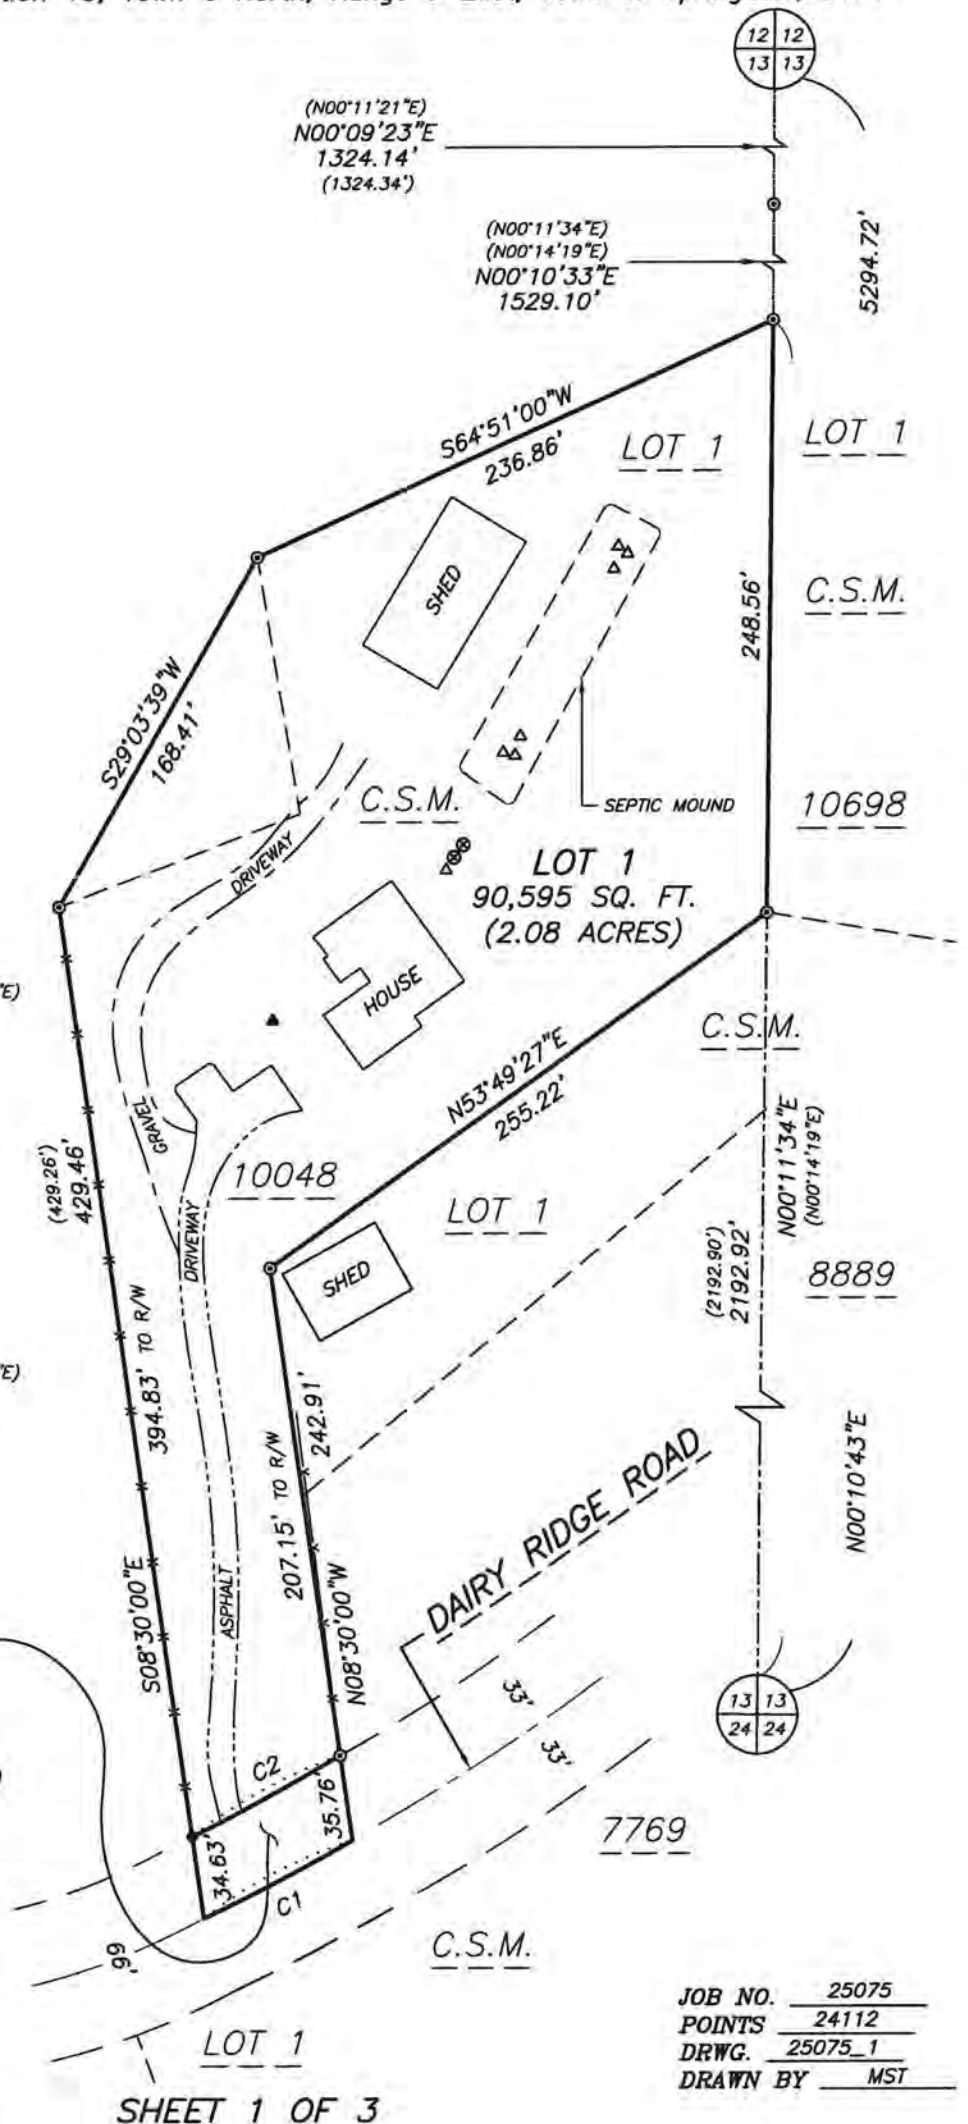 12 12
13 13
(N00°11'21"E)
N00°09'23"E
1324.14'
(1324.34')
(N00°11'34"E)
(N00°14'19"E)
N00°10'33"E
1529.10'
5294.72'
S64°51'00"W
236.86'
LOT 1
LOT 1
SHED
C.S.M.
248.56'
S29°03'39"W
168.41'
C.S.M.
SEPTIC MOUND
10698
DRIVEWAY
LOT 1
90,595 SQ. FT.
(2.08 ACRES)
HOUSE
"E)
C.S.M.
N53°49'27"E
255.22'
GRAVEL
(429.26')
429.46'
10048
LOT 1
N00°11'34"E
(N00°14'19"E)
DRIVEWAY
SHED
(2192.90')
2192.92'
8889
394.83' TO R/W
"E)
242.91'
207.15' TO R/W
DAIRY RIDGE ROAD
N00°10'43"E
S08°30'00"E
ASPHALT
N08°30'00"W
33'
33'
13 13
24 24
C2
35.76'
34.63'
C1
7769
66'
C.S.M.
LOT 1
JOB NO. 25075
POINTS 24112
DRWG. 25075_1
DRAWN BY MST
SHEET 1 OF 3